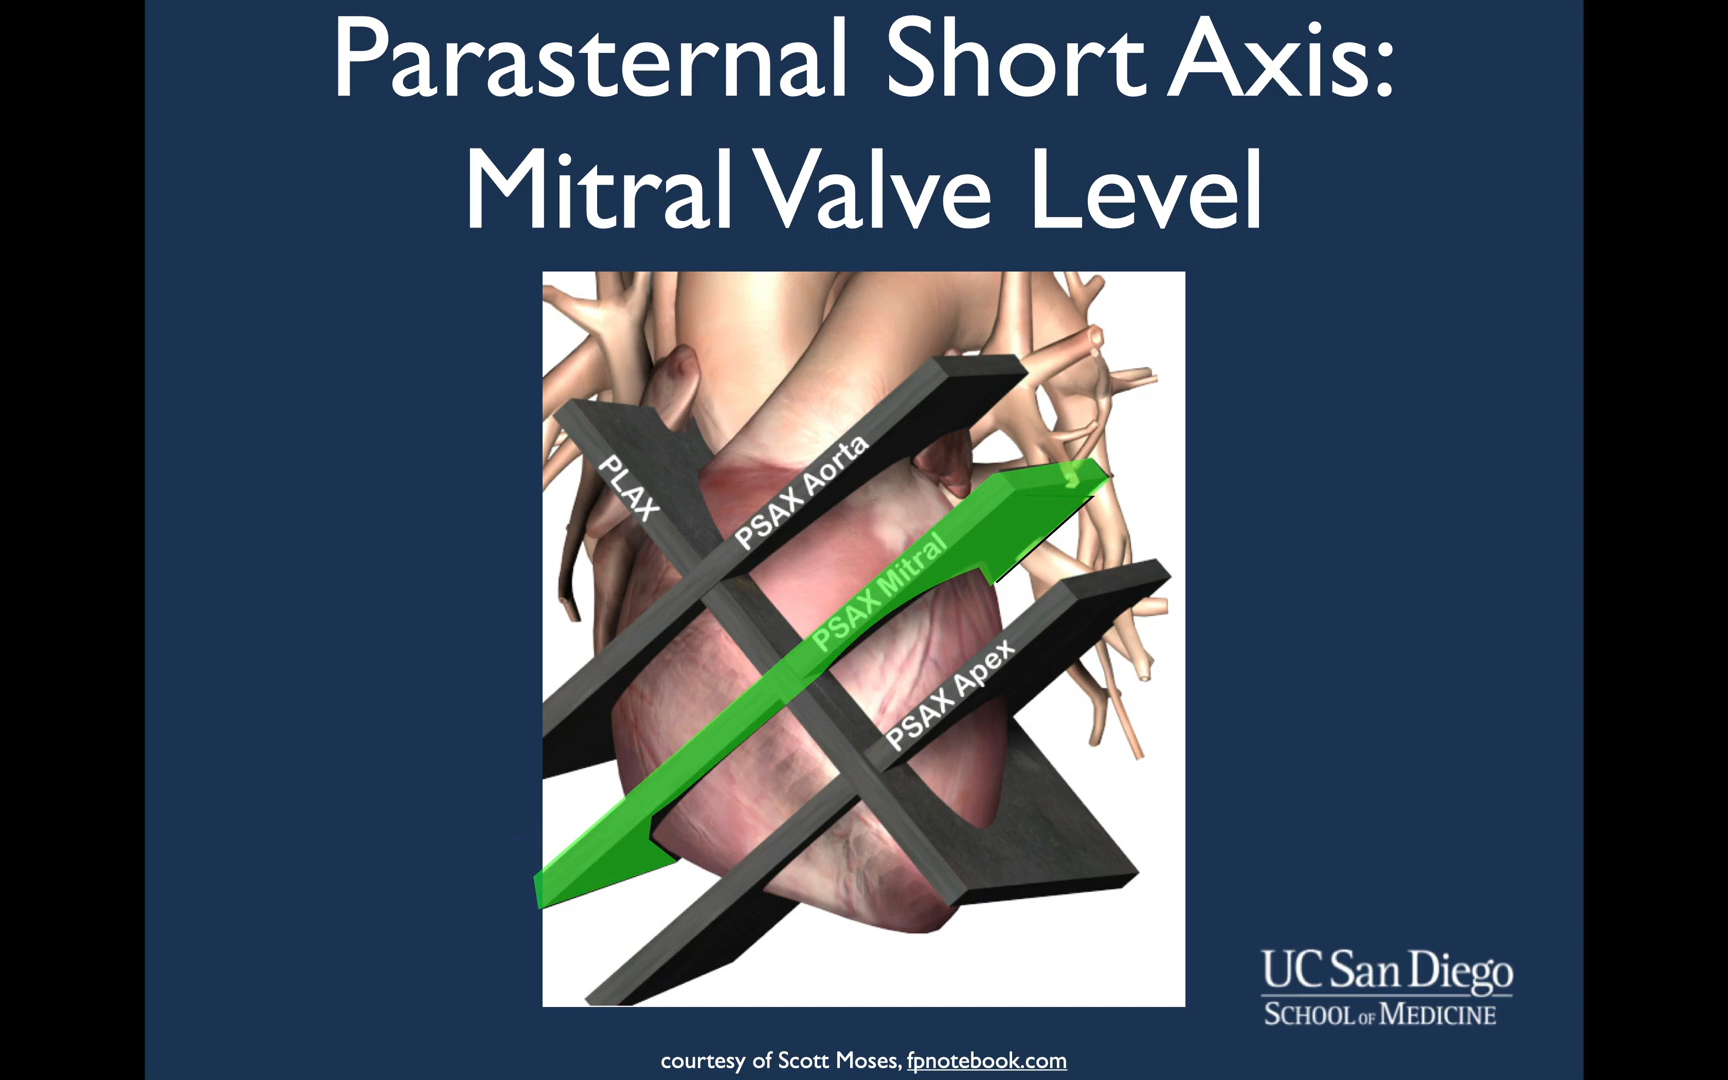 Parasternal Short Axis:
Mitral Valve Level
PLAX
PSAX Aorta
PSAX Mitral
PSAX Apex
UC San Diego
SCHOOL OF MEDICINE
courtesy of Scott Moses, fpnotebook.com